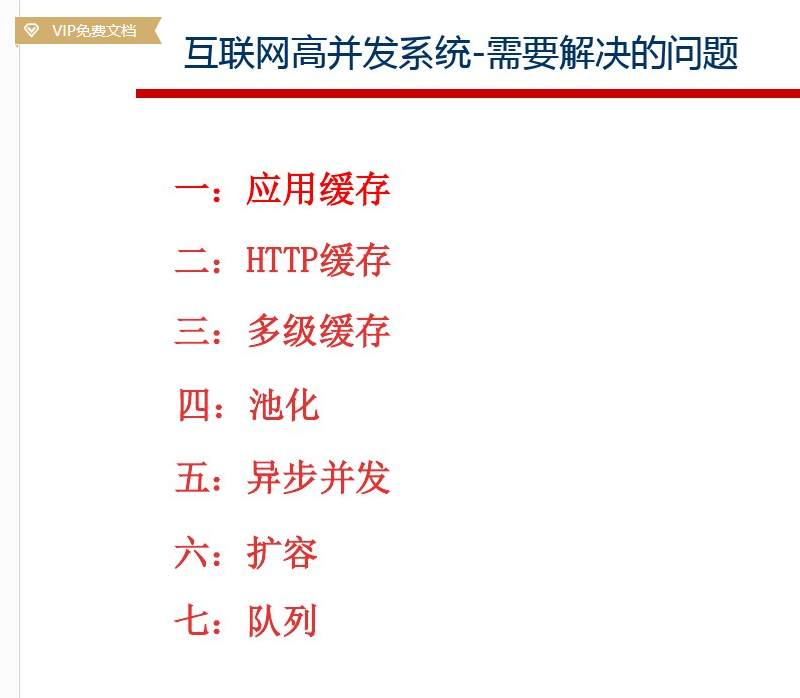 VIP免费文档
互联网高并发系统-需要解决的问题
一：应用缓存
二：HTTP缓存
三：多级缓存
四：池化
五：异步并发
六：扩容
七：队列